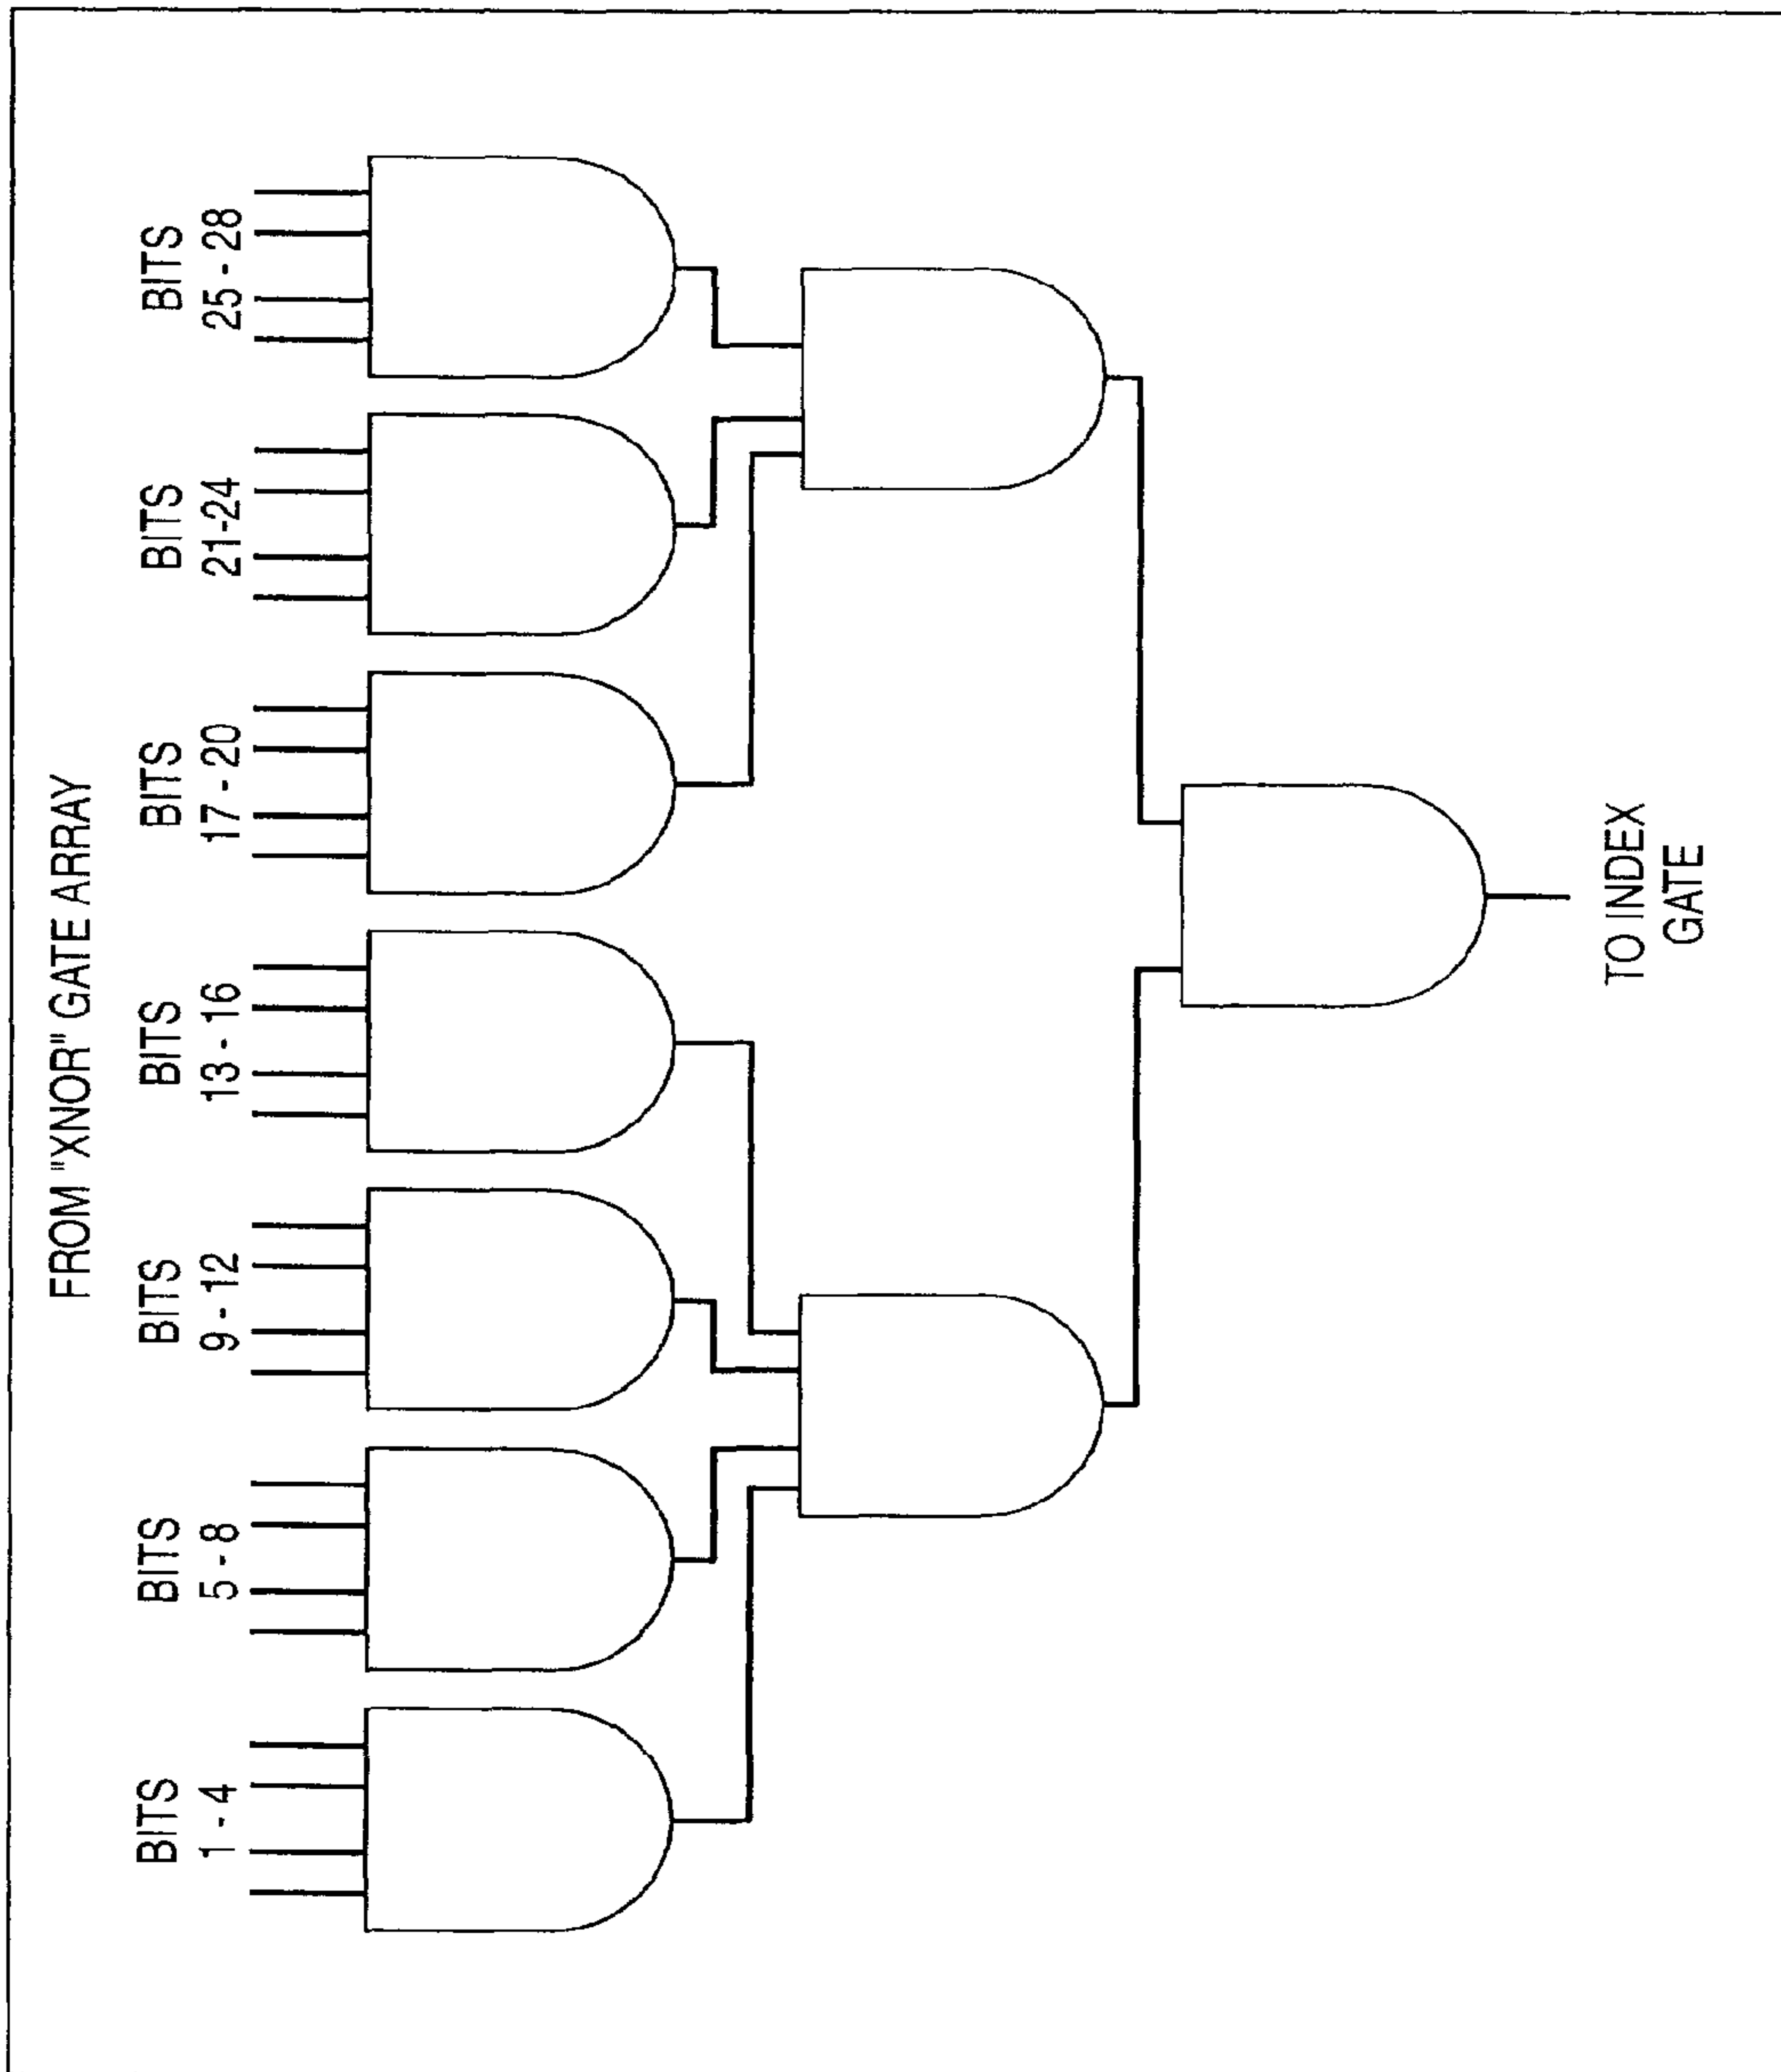 FROM "XNOR" GATE ARRAY
BITS
1 - 4
BITS
5 - 8
BITS
9 - 12
BITS
13 - 16
BITS
17 - 20
BITS
21-24
BITS
25 - 28
TO INDEX
GATE